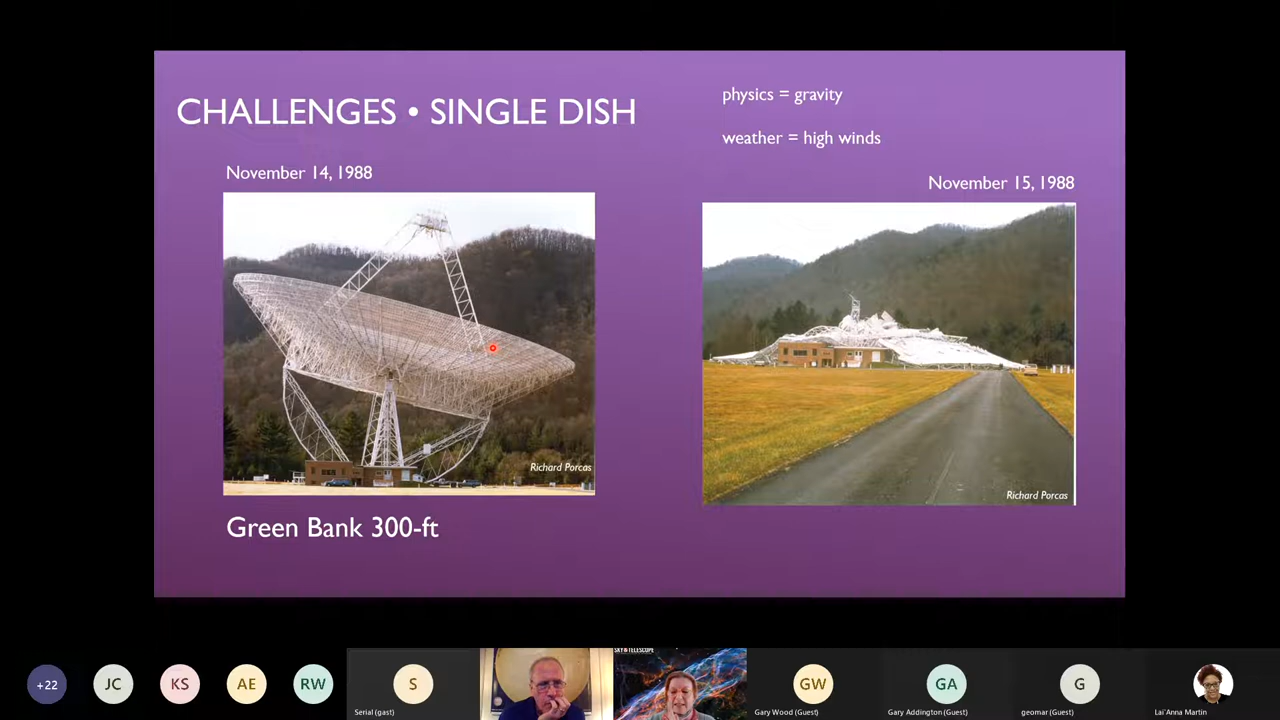 CHALLENGES • SINGLE DISH
physics = gravity
weather = high winds
November 14, 1988
November 15, 1988
Richard Porcas
Richard Porcas
Green Bank 300-ft
SKY & TELESCOPE
+22
JC
KS
AE
RW
S
GW
GA
G
Serial (gast)
Gary Wood (Guest)
Gary Addington (Guest)
geomar (Guest)
Lai'Anna Martin